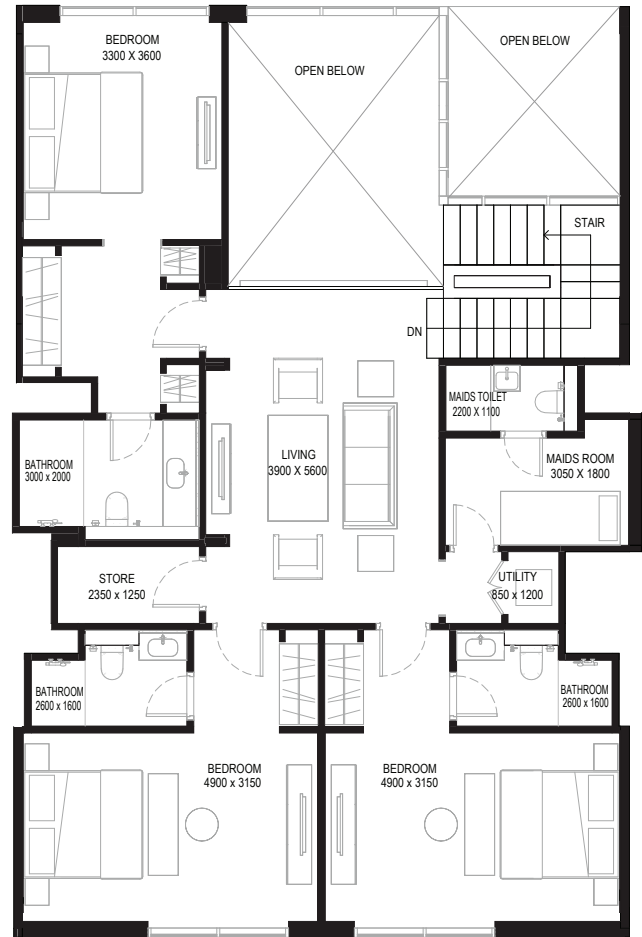 BEDROOM
3300 X 3600
OPEN BELOW
OPEN BELOW
STAIR
DN
MAIDS TOILET
2200 X 1100
LIVING
3900 X 5600
MAIDS ROOM
3050 X 1800
BATHROOM
3000 x 2000
STORE
2350 x 1250
UTILITY
850 x 1200
BATHROOM
2600 x 1600
BATHROOM
2600 x 1600
BEDROOM
4900 x 3150
BEDROOM
4900 x 3150